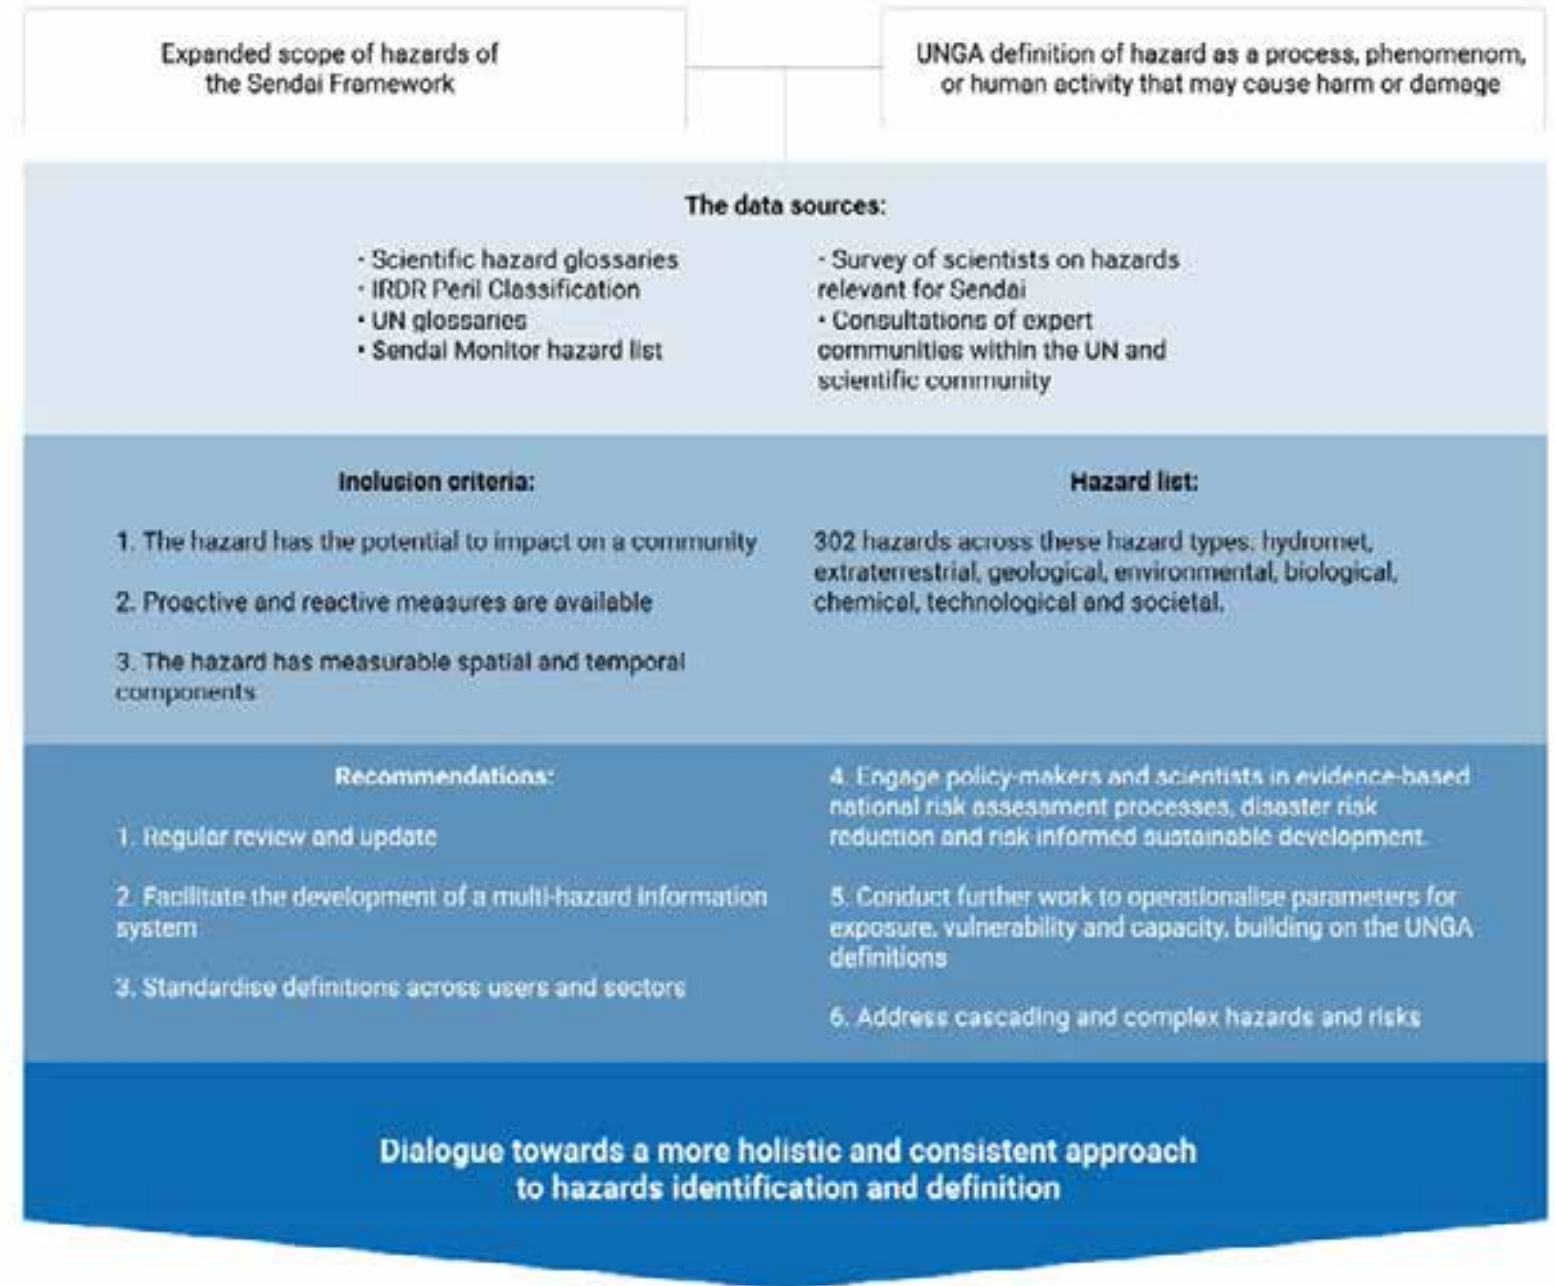 Expanded scope of hazards of
the Sendai Framework
UNGA definition of hazard as a process, phenomenom,
or human activity that may cause harm or damage
The data sources:
· Scientific hazard glossaries
· IRDR Peril Classification
• UN glossaries
• Sendai Monitor hazard list
· Survey of scientists on hazards
relevant for Sendai
• Consultations of expert
communities within the UN and
scientific community
Inclusion criteria:
1. The hazard has the potential to impact on a community
2. Proactive and reactive measures are available
3. The hazard has measurable spatial and temporal
components
Hazard list:
302 hazards across these hazard types, hydromet,
extraterrestrial, geological, environmental, biological,
chemical, technological and societal.
Recommendations:
1. Regular review and update
2. Facilitate the development of a multi-hazard information
system
3. Standardise definitions across users and sectors
4. Engage policy-makers and scientists in evidence-based
national risk assessment processes, disaster risk
reduction and risk informed sustainable development.
5. Conduct further work to operationalise parameters for
exposure, vulnerability and capacity, building on the UNGA
definitions
6. Address cascading and complex hazards and risks
Dialogue towards a more holistic and consistent approach
to hazards identification and definition